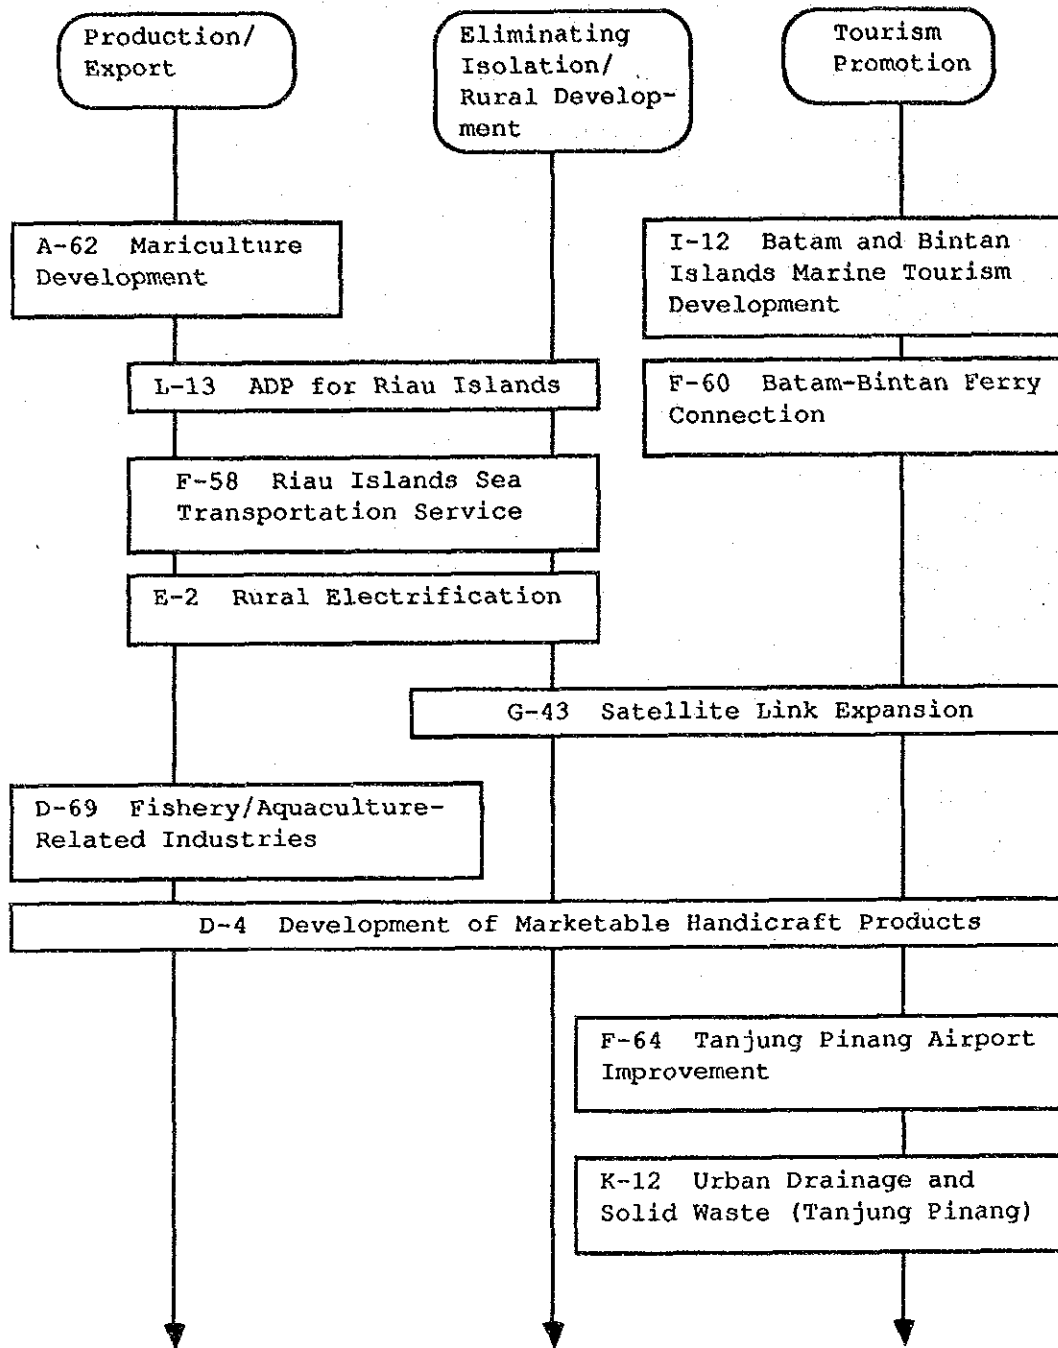 Production/
Export
Eliminating
Isolation/
Rural Develop-
ment
Tourism
Promotion
A-62 Mariculture
Development
I-12 Batam and Bintan
Islands Marine Tourism
Development
L-13 ADP for Riau Islands
F-60 Batam-Bintan Ferry
Connection
F-58 Riau Islands Sea
Transportation Service
E-2 Rural Electrification
G-43 Satellite Link Expansion
D-69 Fishery/Aquaculture-
Related Industries
D-4 Development of Marketable Handicraft Products
F-64 Tanjung Pinang Airport
Improvement
K-12 Urban Drainage and
Solid Waste (Tanjung Pinang)